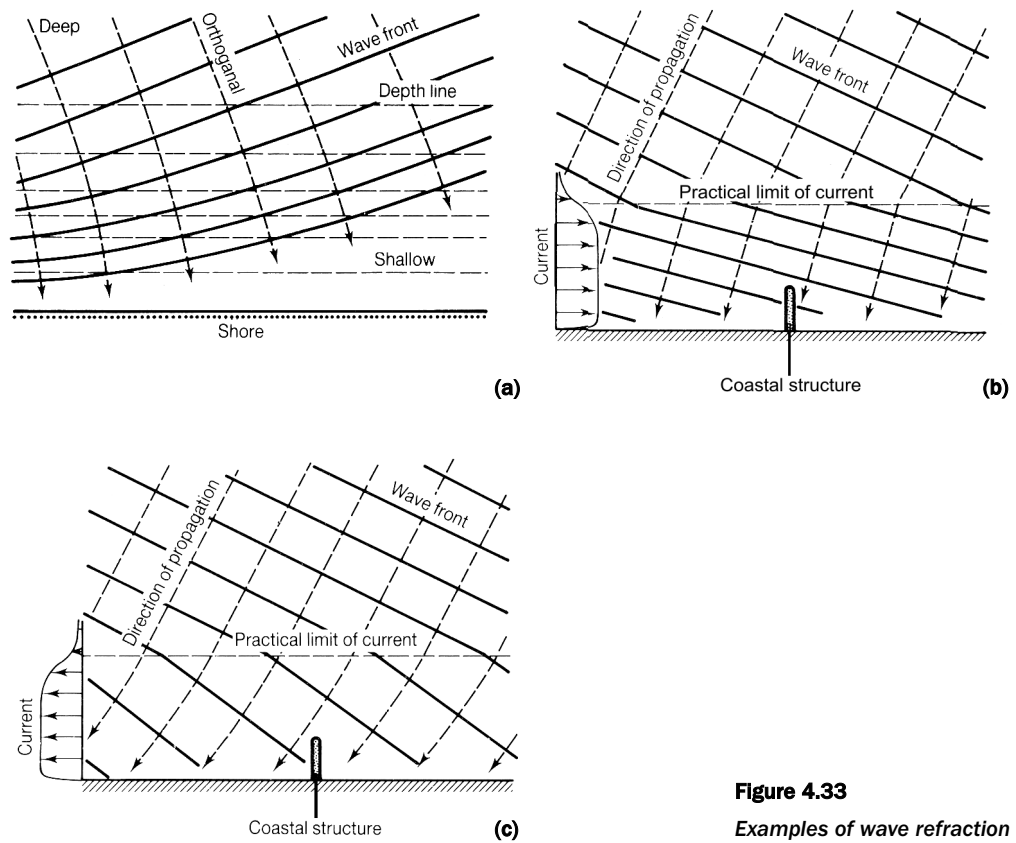 Deep
Orthoganal
Wave front
Depth line
Shallow
Shore
(a)
Direction of propagation
Wave front
Practical limit of current
Current
Coastal structure
(b)
Direction of propagation
Wave front
Practical limit of current
Current
Coastal structure
(c)
Figure 4.33
Examples of wave refraction